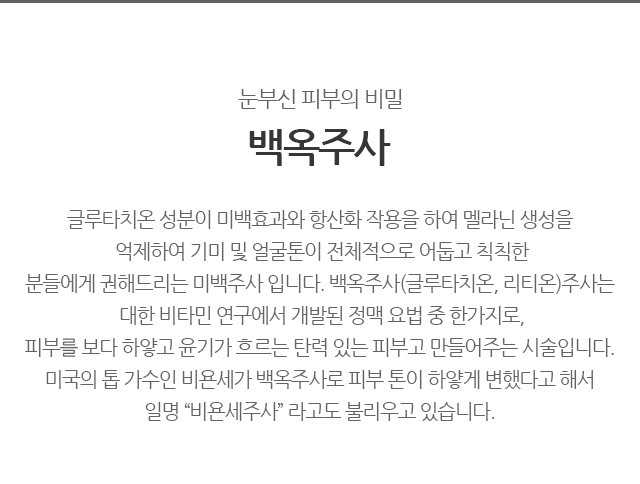 눈부신 피부의 비밀
백옥주사
글루타치온 성분이 미백효과와 항산화 작용을 하여 멜라닌 생성을
억제하여 기미 및 얼굴톤이 전체적으로 어둡고 칙칙한
분들에게 권해드리는 미백주사 입니다. 백옥주사(글루타치온, 리티온)주사는
대한 비타민 연구에서 개발된 정맥 요법 중 한가지로,
피부를 보다 하얗고 윤기가 흐르는 탄력 있는 피부고 만들어주는 시술입니다.
미국의 톱 가수인 비욘세가 백옥주사로 피부 톤이 하얗게 변했다고 해서
일명 “비욘세주사” 라고도 불리우고 있습니다.